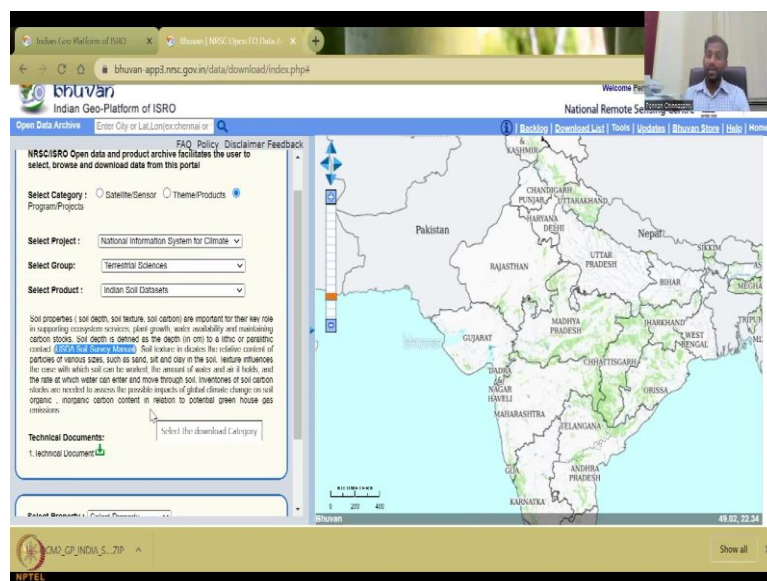 Indian Geo Platform of ISRO X
Bhuvan | NRSC Open EO Data A X +
bhuvan-app3.nrsc.gov.in/data/download/index.php#
bhuvan
Indian Geo-Platform of ISRO
Welcome
National Remote Sensing Centre
Pennan Chinnasamy
Open Data Archive
Enter City or Lat,Lon(ex:chennai or
Backlog | Download List | Tools | Updates | Bhuvan Store | Help | Home
FAQ Policy Disclaimer Feedback
NRSC/ISRO Open data and product archive facilitates the user to
select, browse and download data from this portal
Select Category : Satellite/Sensor Theme/Products
Program/Projects
Select Project : National Information System for Climate
Select Group: Terrestrial Sciences
Select Product : Indian Soil Datasets
Soil properties ( soil depth, soil texture, soil carbon) are important for their key role
in supporting ecosystem services, plant growth, water availability and maintaining
carbon stocks. Soil depth is defined as the depth (in cm) to a lithic or paralithic
contact (USDA Soil Survey Manual). Soil texture in dicates the relative content of
particles of various sizes, such as sand, silt and clay in the soil. Texture influences
the ease with which soil can be worked, the amount of water and air it holds, and
the rate at which water can enter and move through soil. Inventories of soil carbon
stocks are needed to assess the possible impacts of global climate change on soil
organic , inorganic carbon content in relation to potential green house gas
emissions
Select the download Category
Technical Documents:
1. Technical Document
Select Property : Select Property
&
KASHMIR
CHANDIGARH
PUNJAB
UTTARAKHAND
HARYANA
DELHI
Pakistan
Nepal
SIKKIM
AS
RAJASTHAN
UTTAR
PRADESH
BIHAR
MEGHA
GUJARAT
MADHYA
PRADESH
JHARKHAND
WEST
BENGAL
TRIPUR
MI
CHHATTISGARH
DADRA
&
NAGAR
HAVELI
ORISSA
MAHARASHTRA
TELANGANA
GOA
ANDHRA
PRADESH
KARNATAKA
0 200 400
Bhuvan
49.02, 22.34
CM2_GP_INDIA_S...ZIP
Show all
NPTEL